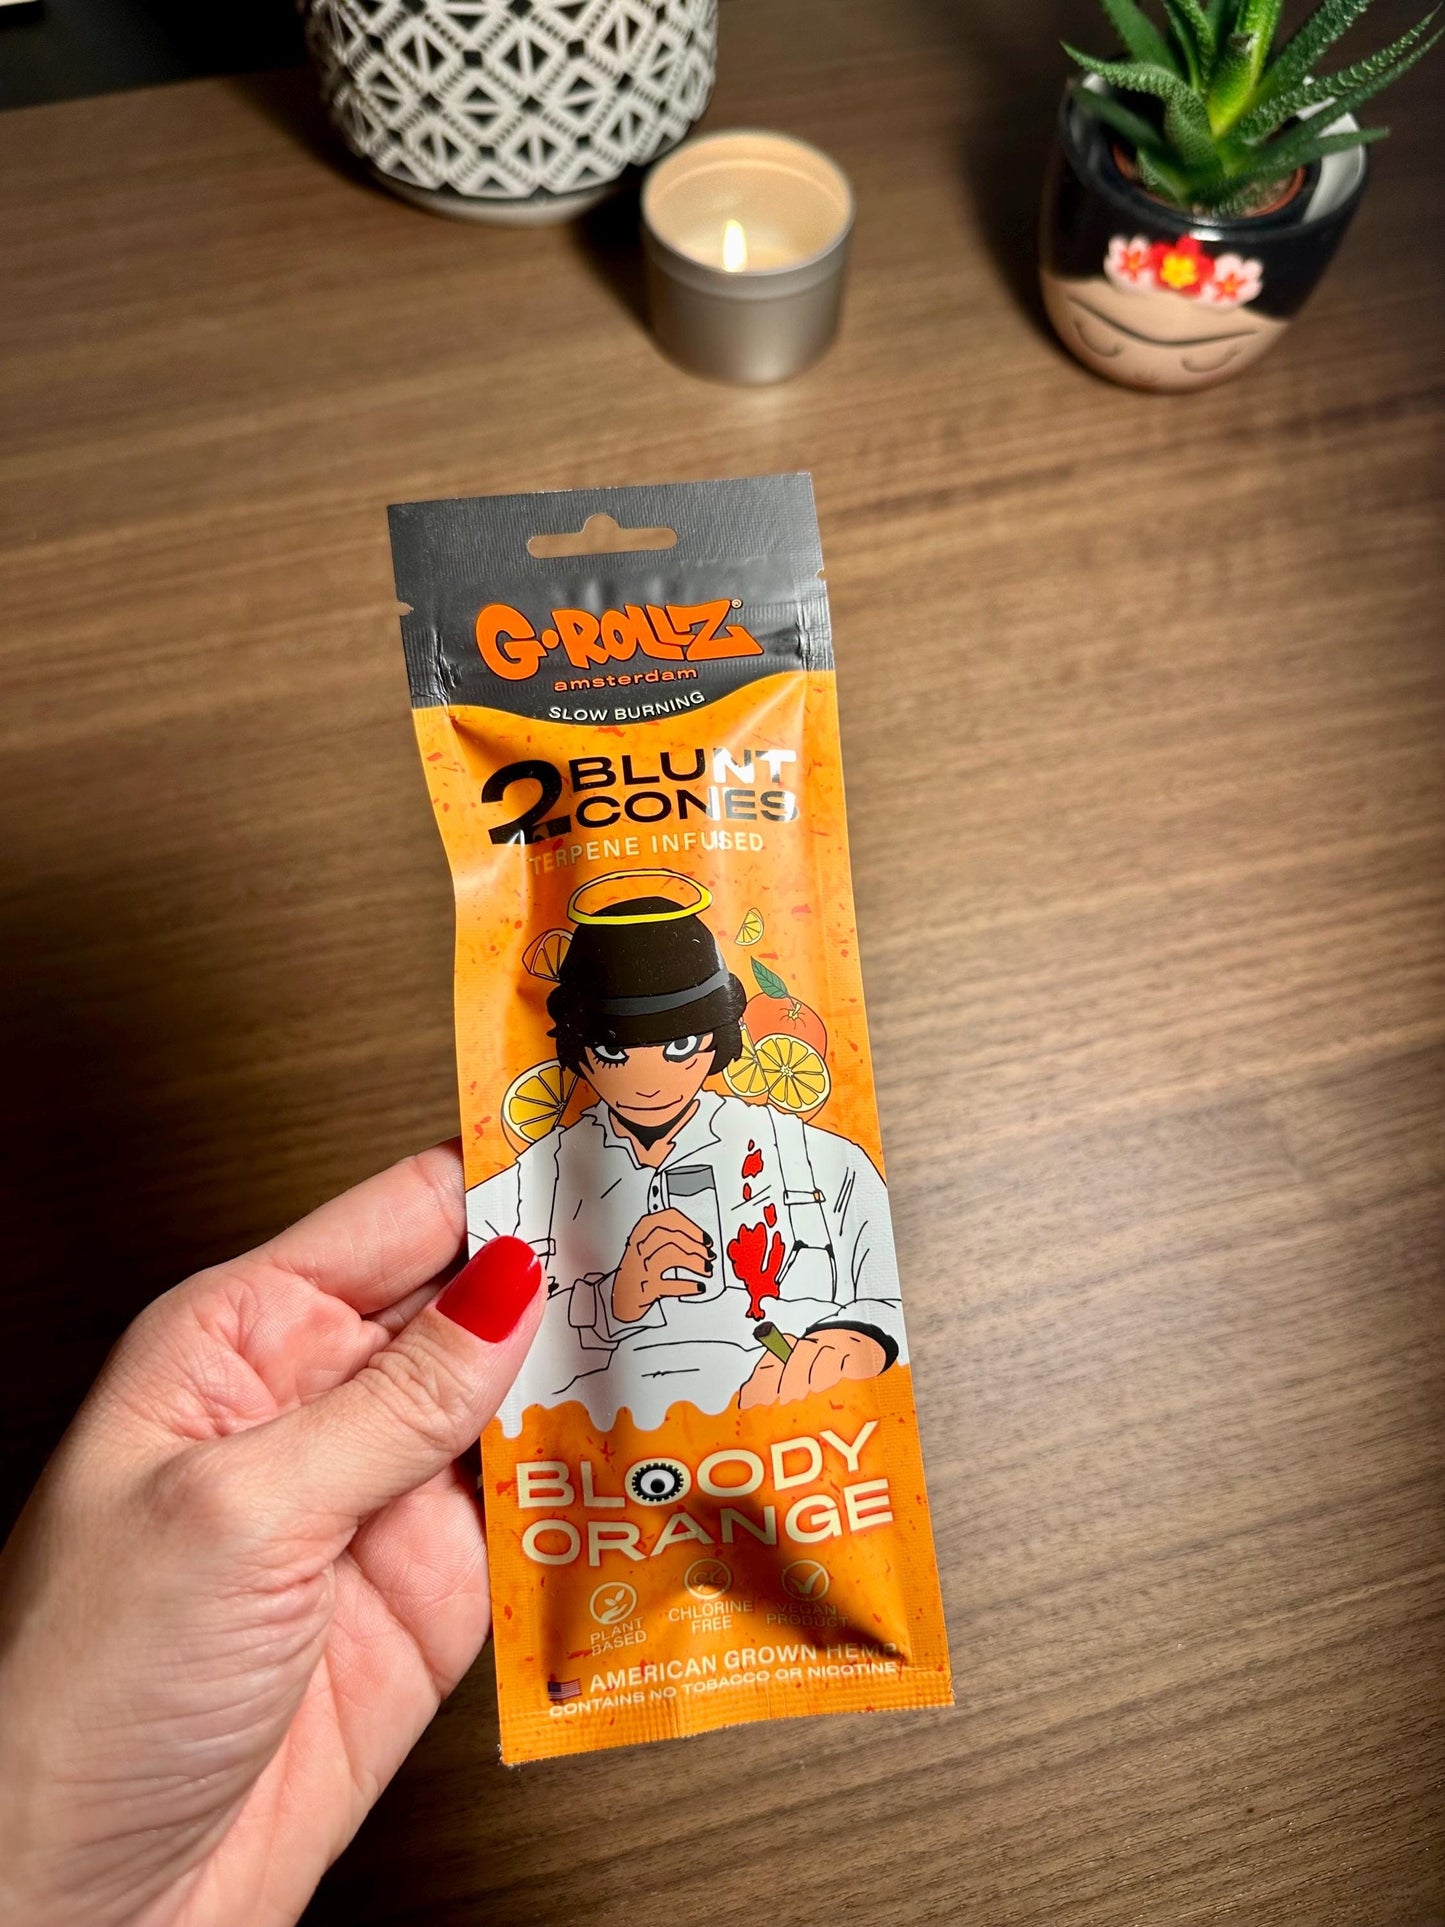 G·ROLLZ®
amsterdam
SLOW BURNING
2 BLUNT
CONES
TERPENE INFUSED
BLOODY
ORANGE
PLANT
BASED
CHLORINE
FREE
VEGAN
PRODUCT
AMERICAN GROWN HEMP
CONTAINS NO TOBACCO OR NICOTINE